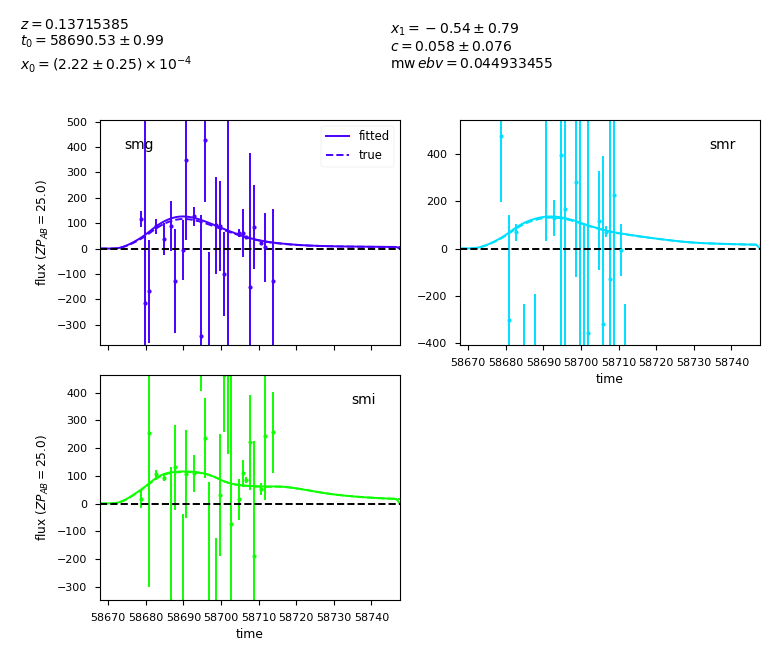 z = 0.13715385
t₀ = 58690.53 ± 0.99
x₀ = (2.22 ± 0.25) × 10⁻⁴
x₁ = −0.54 ± 0.79
c = 0.058 ± 0.076
mw ebv = 0.044933455
500
400
300
200
100
0
−100
−200
−300
flux (ZP_AB = 25.0)
smg
fitted
true
400
200
0
−200
−400
smr
58670 58680 58690 58700 58710 58720 58730 58740
time
400
300
200
100
0
−100
−200
−300
flux (ZP_AB = 25.0)
smi
58670 58680 58690 58700 58710 58720 58730 58740
time